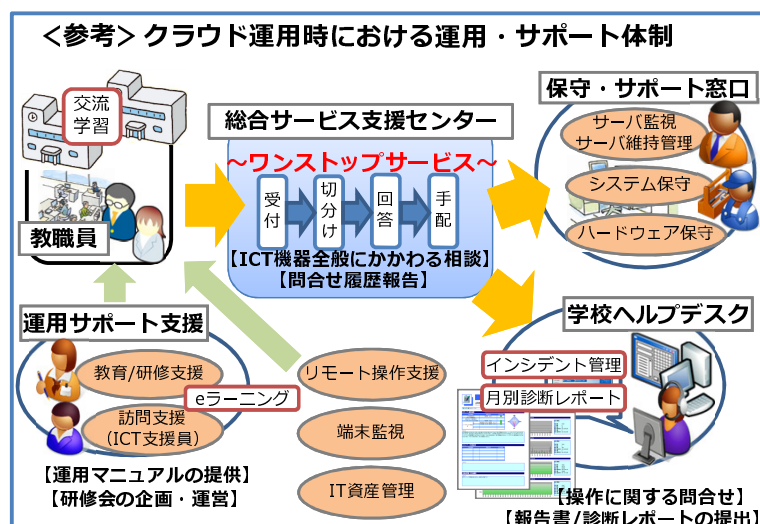 ＜参考＞クラウド運用時における運用・サポート体制
交流
学習
教職員
総合サービス支援センター
～ワンストップサービス～
受付
切分け
回答
手配
【ICT機器全般にかかわる相談】
【問合せ履歴報告】
保守・サポート窓口
サーバ監視
サーバ維持管理
システム保守
ハードウェア保守
運用サポート支援
教育/研修支援
eラーニング
訪問支援
（ICT支援員）
【運用マニュアルの提供】
【研修会の企画・運営】
リモート操作支援
端末監視
IT資産管理
学校ヘルプデスク
インシデント管理
月別診断レポート
【操作に関する問合せ】
【報告書/診断レポートの提出】